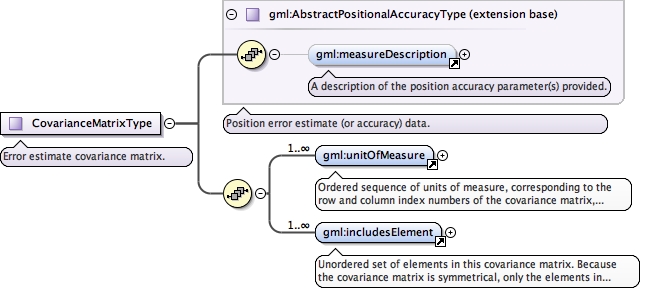 gml:AbstractPositionalAccuracyType (extension base)
gml:measureDescription
A description of the position accuracy parameter(s) provided.
CovarianceMatrixType
Position error estimate (or accuracy) data.
Error estimate covariance matrix.
1..∞
gml:unitOfMeasure
Ordered sequence of units of measure, corresponding to the
row and column index numbers of the covariance matrix,...
1..∞
gml:includesElement
Unordered set of elements in this covariance matrix. Because
the covariance matrix is symmetrical, only the elements in...